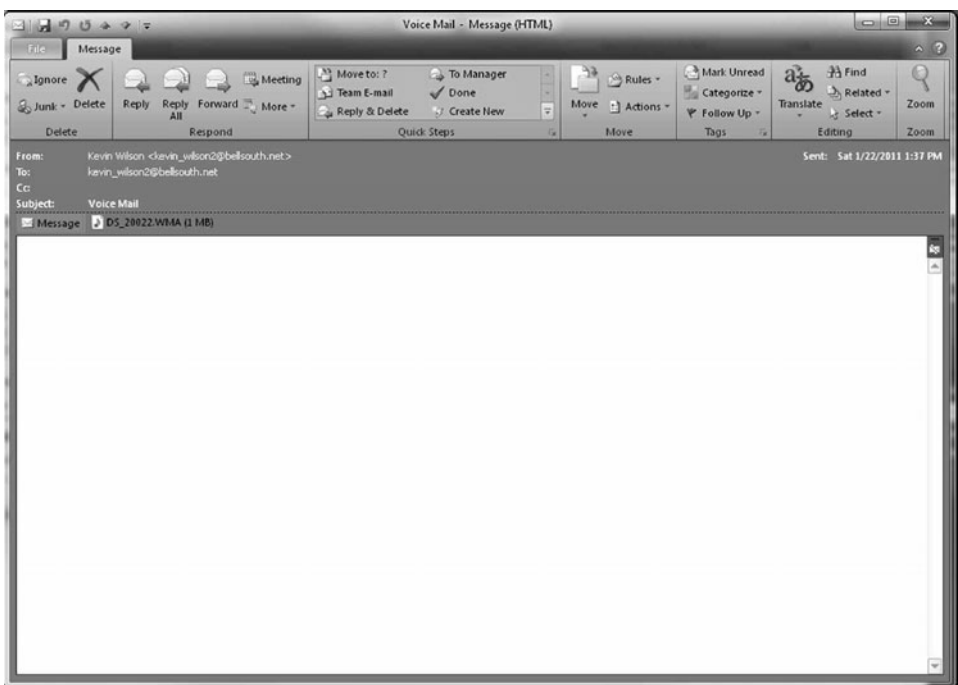 Voice Mail - Message (HTML)
File Message
Ignore
Junk
Delete
Delete
Reply
Reply All
Forward
Meeting
More
Respond
Move to: ?
To Manager
Team E-mail
Done
Reply & Delete
Create New
Quick Steps
Move
Rules
Actions
Move
Mark Unread
Categorize
Follow Up
Tags
Translate
Find
Related
Select
Editing
Zoom
Zoom
From: Kevin Wilson <kevin_wilson2@bellsouth.net>
Sent: Sat 1/22/2011 1:37 PM
To: kevin_wilson2@bellsouth.net
Cc:
Subject: Voice Mail
Message DS_20022.WMA (1 MB)